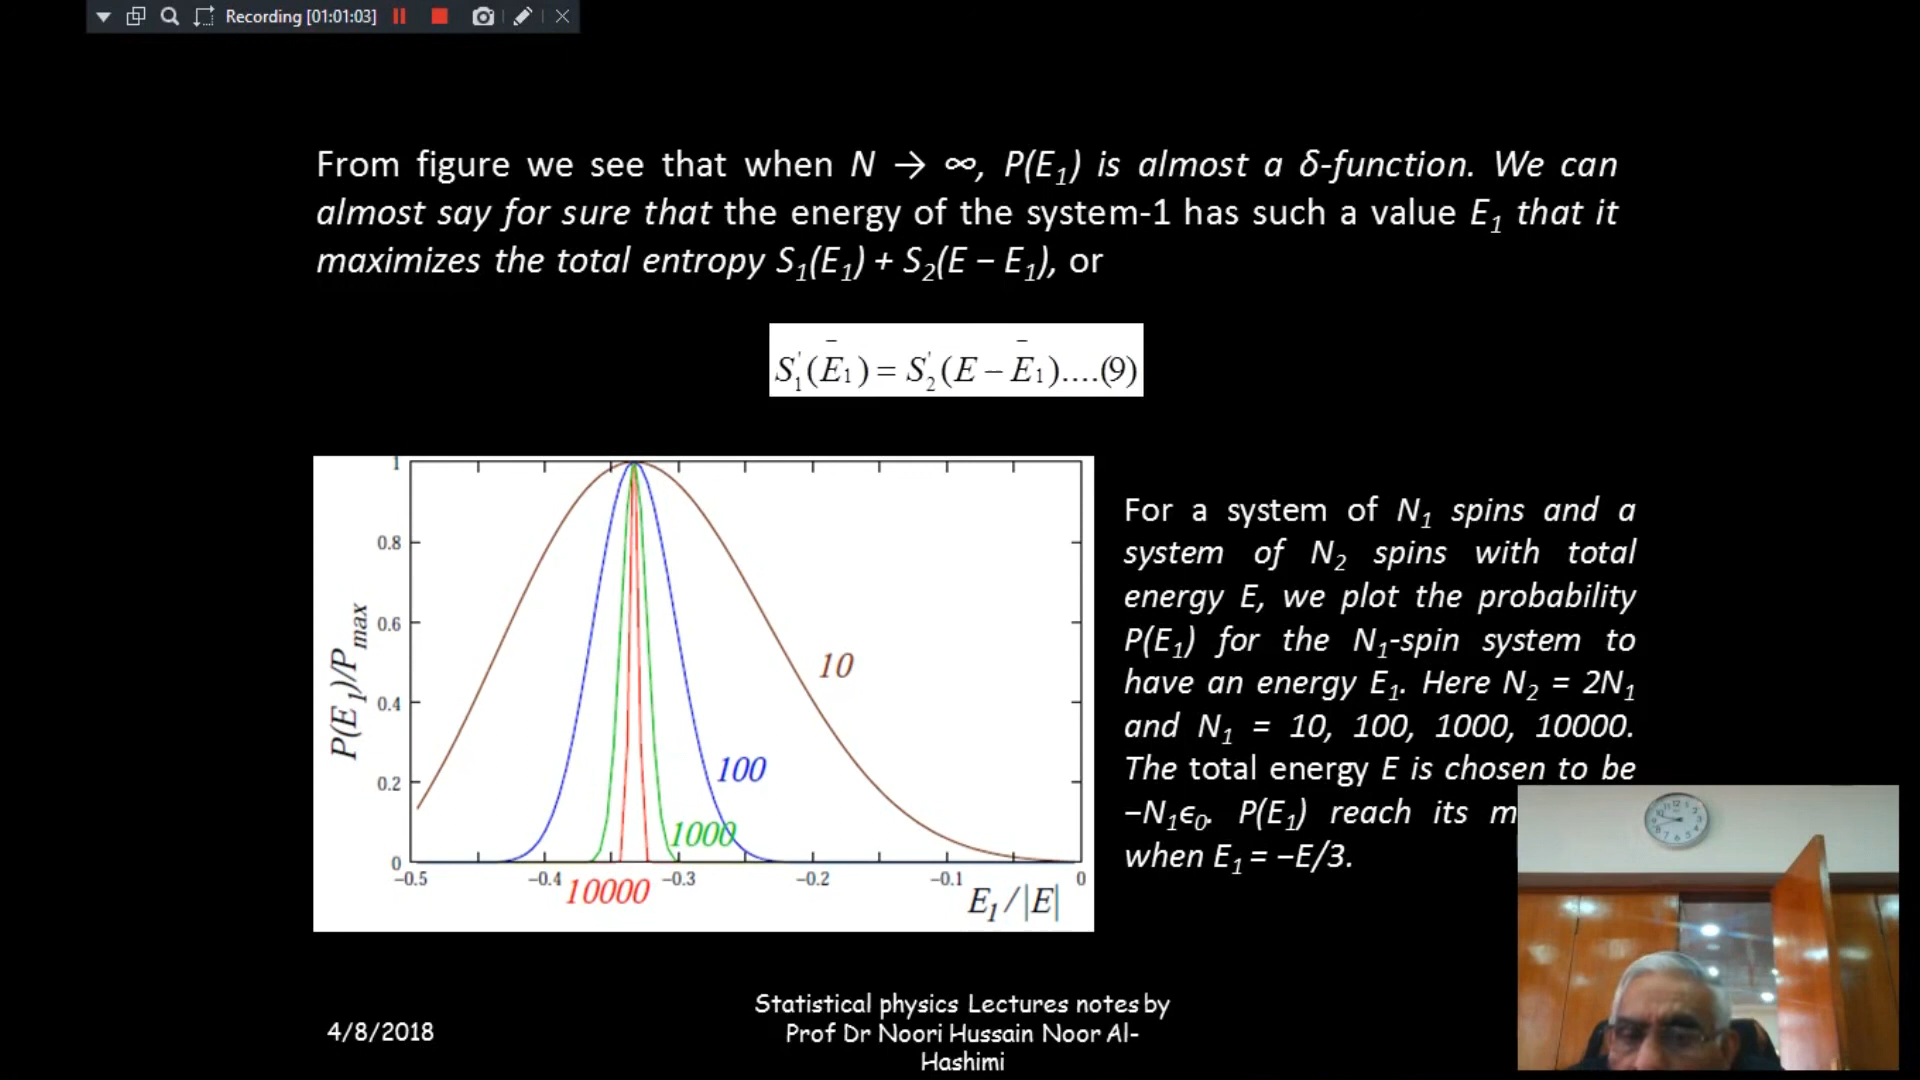 Recording [01:01:03]
From figure we see that when N → ∞, P(E₁) is almost a δ-function. We can
almost say for sure that the energy of the system-1 has such a value E₁ that it
maximizes the total entropy S₁(E₁) + S₂(E − E₁), or
S₁'(Ē₁) = S₂'(E − Ē₁)....(9)
P(E₁)/Pmax
1
0.8
0.6
0.4
0.2
0
10
100
1000
10000
−0.5 −0.4 −0.3 −0.2 −0.1 0
E₁/|E|
For a system of N₁ spins and a
system of N₂ spins with total
energy E, we plot the probability
P(E₁) for the N₁-spin system to
have an energy E₁. Here N₂ = 2N₁
and N₁ = 10, 100, 1000, 10000.
The total energy E is chosen to be
−N₁ϵ₀. P(E₁) reach its
when E₁ = −E/3.
4/8/2018
Statistical physics Lectures notes by
Prof Dr Noori Hussain Noor Al-
Hashimi